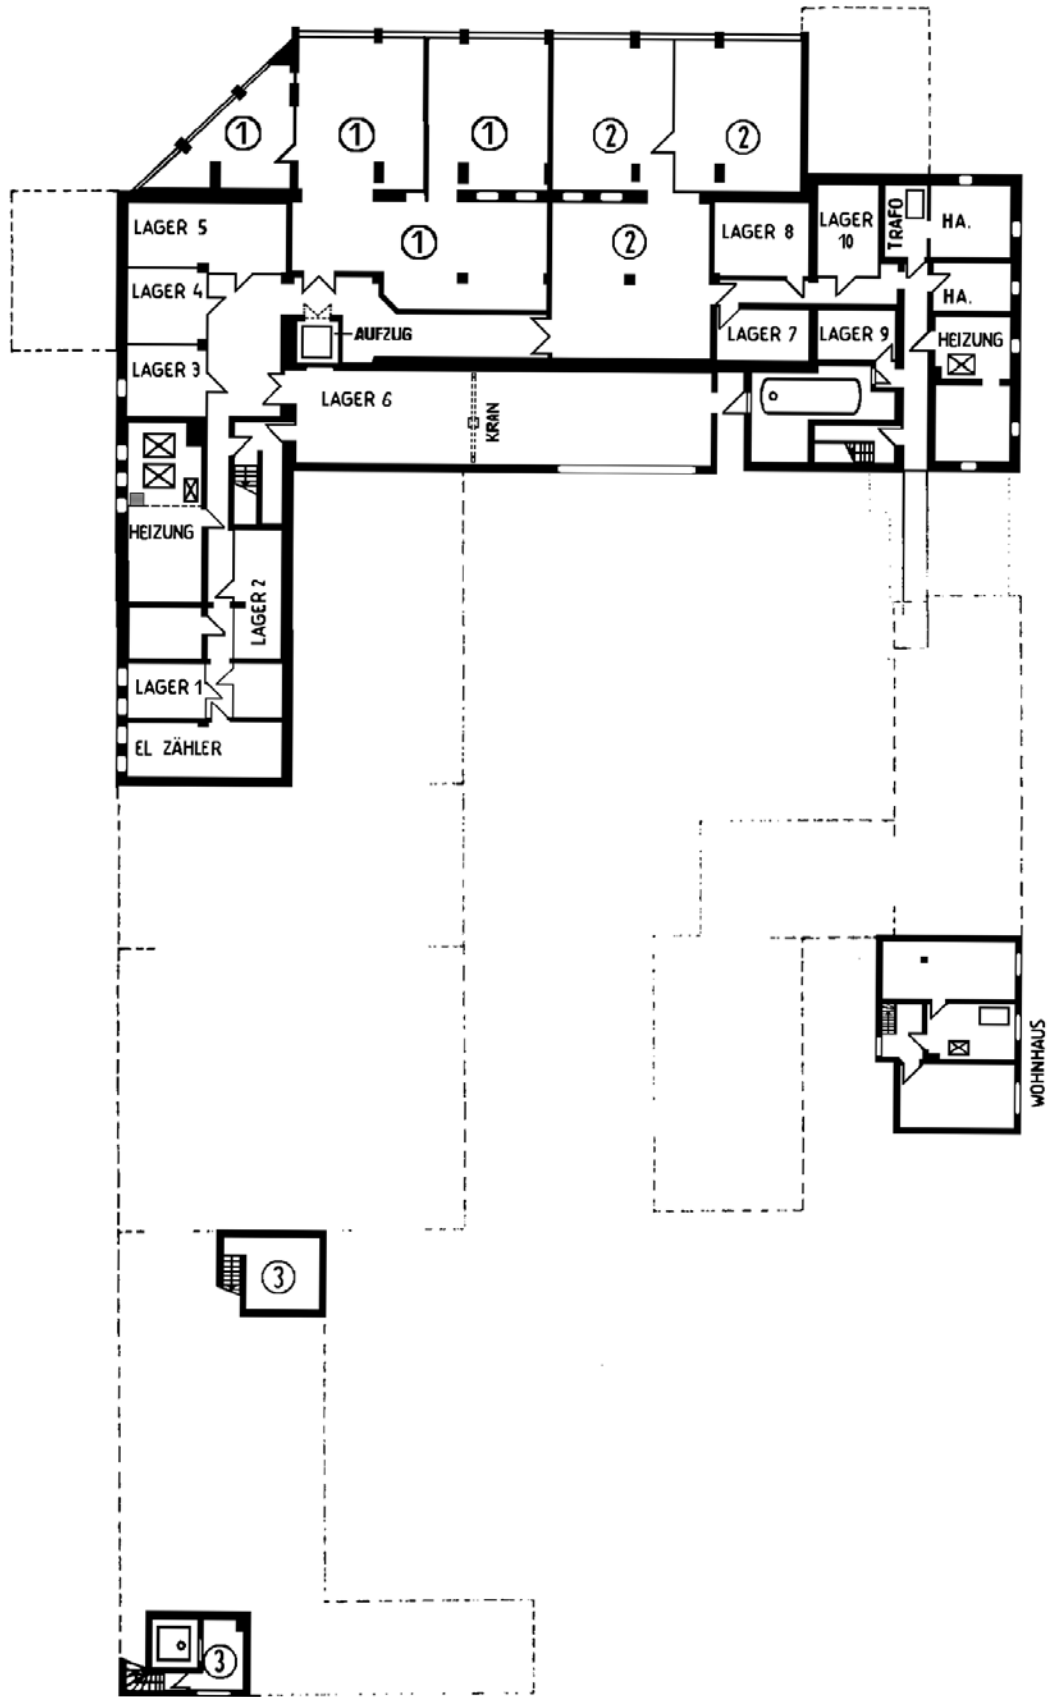 1
1
1
2
2
LAGER 5
1
2
LAGER 8
LAGER
10
TRAFO
HA.
LAGER 4
HA.
AUFZUG
LAGER 7
LAGER 9
HEIZUNG
LAGER 3
LAGER 6
KRAN
HEIZUNG
LAGER 2
LAGER 1
EL ZÄHLER
WOHNHAUS
3
3